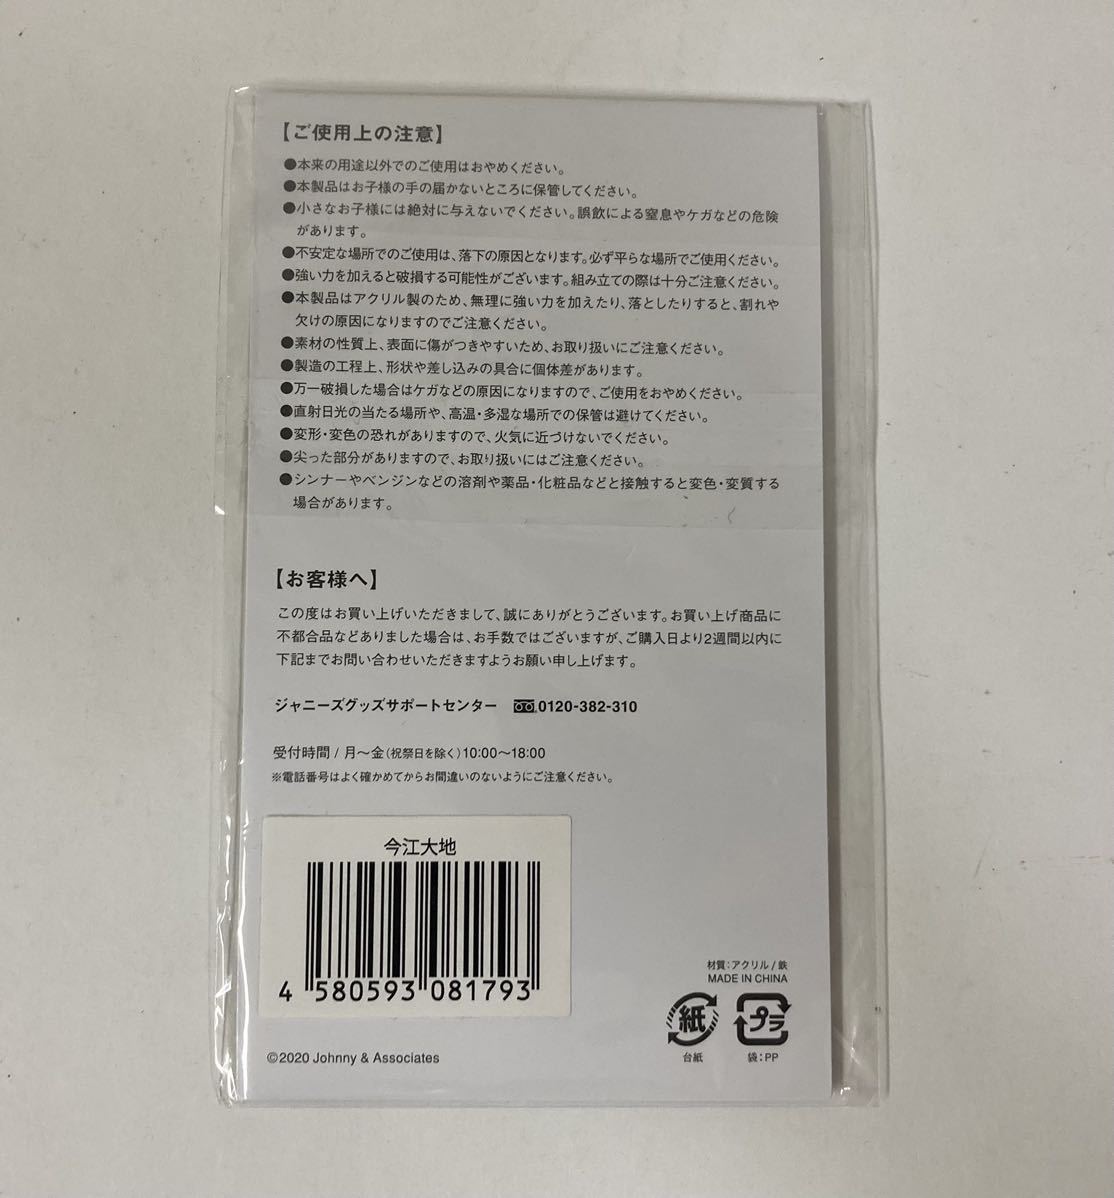 【ご使用上の注意】
●本来の用途以外でのご使用はおやめください。
●本製品はお子様の手の届かないところに保管してください。
●小さなお子様には絶対に与えないでください。誤飲による窒息やケガなどの危険
があります。
●不安定な場所でのご使用は、落下の原因となります。必ず平らな場所でご使用ください。
●強い力を加えると破損する可能性がございます。組み立ての際は十分ご注意ください。
●本製品はアクリル製のため、無理に強い力を加えたり、落としたりすると、割れや
欠けの原因になりますのでご注意ください。
●素材の性質上、表面に傷がつきやすいため、お取り扱いにご注意ください。
●製造の工程上、形状や差し込みの具合に個体差があります。
●万一破損した場合はケガなどの原因になりますので、ご使用をおやめください。
●直射日光の当たる場所や、高温・多湿な場所での保管は避けてください。
●変形・変色の恐れがありますので、火気に近づけないでください。
●尖った部分がありますので、お取り扱いにはご注意ください。
●シンナーやベンジンなどの溶剤や薬品・化粧品などと接触すると変色・変質する
場合があります。
【お客様へ】
この度はお買い上げいただきまして、誠にありがとうございます。お買い上げ商品に
不都合品などありました場合は、お手数ではございますが、ご購入日より2週間以内に
下記までお問い合わせいただきますようお願い申し上げます。
ジャニーズグッズサポートセンター 0120-382-310
受付時間 / 月〜金(祝祭日を除く)10:00〜18:00
※電話番号はよく確かめてからお間違いのないようにご注意ください。
今江大地
4 580593 081793
材質：アクリル / 鉄
MADE IN CHINA
紙 プラ
台紙 袋：PP
©2020 Johnny & Associates